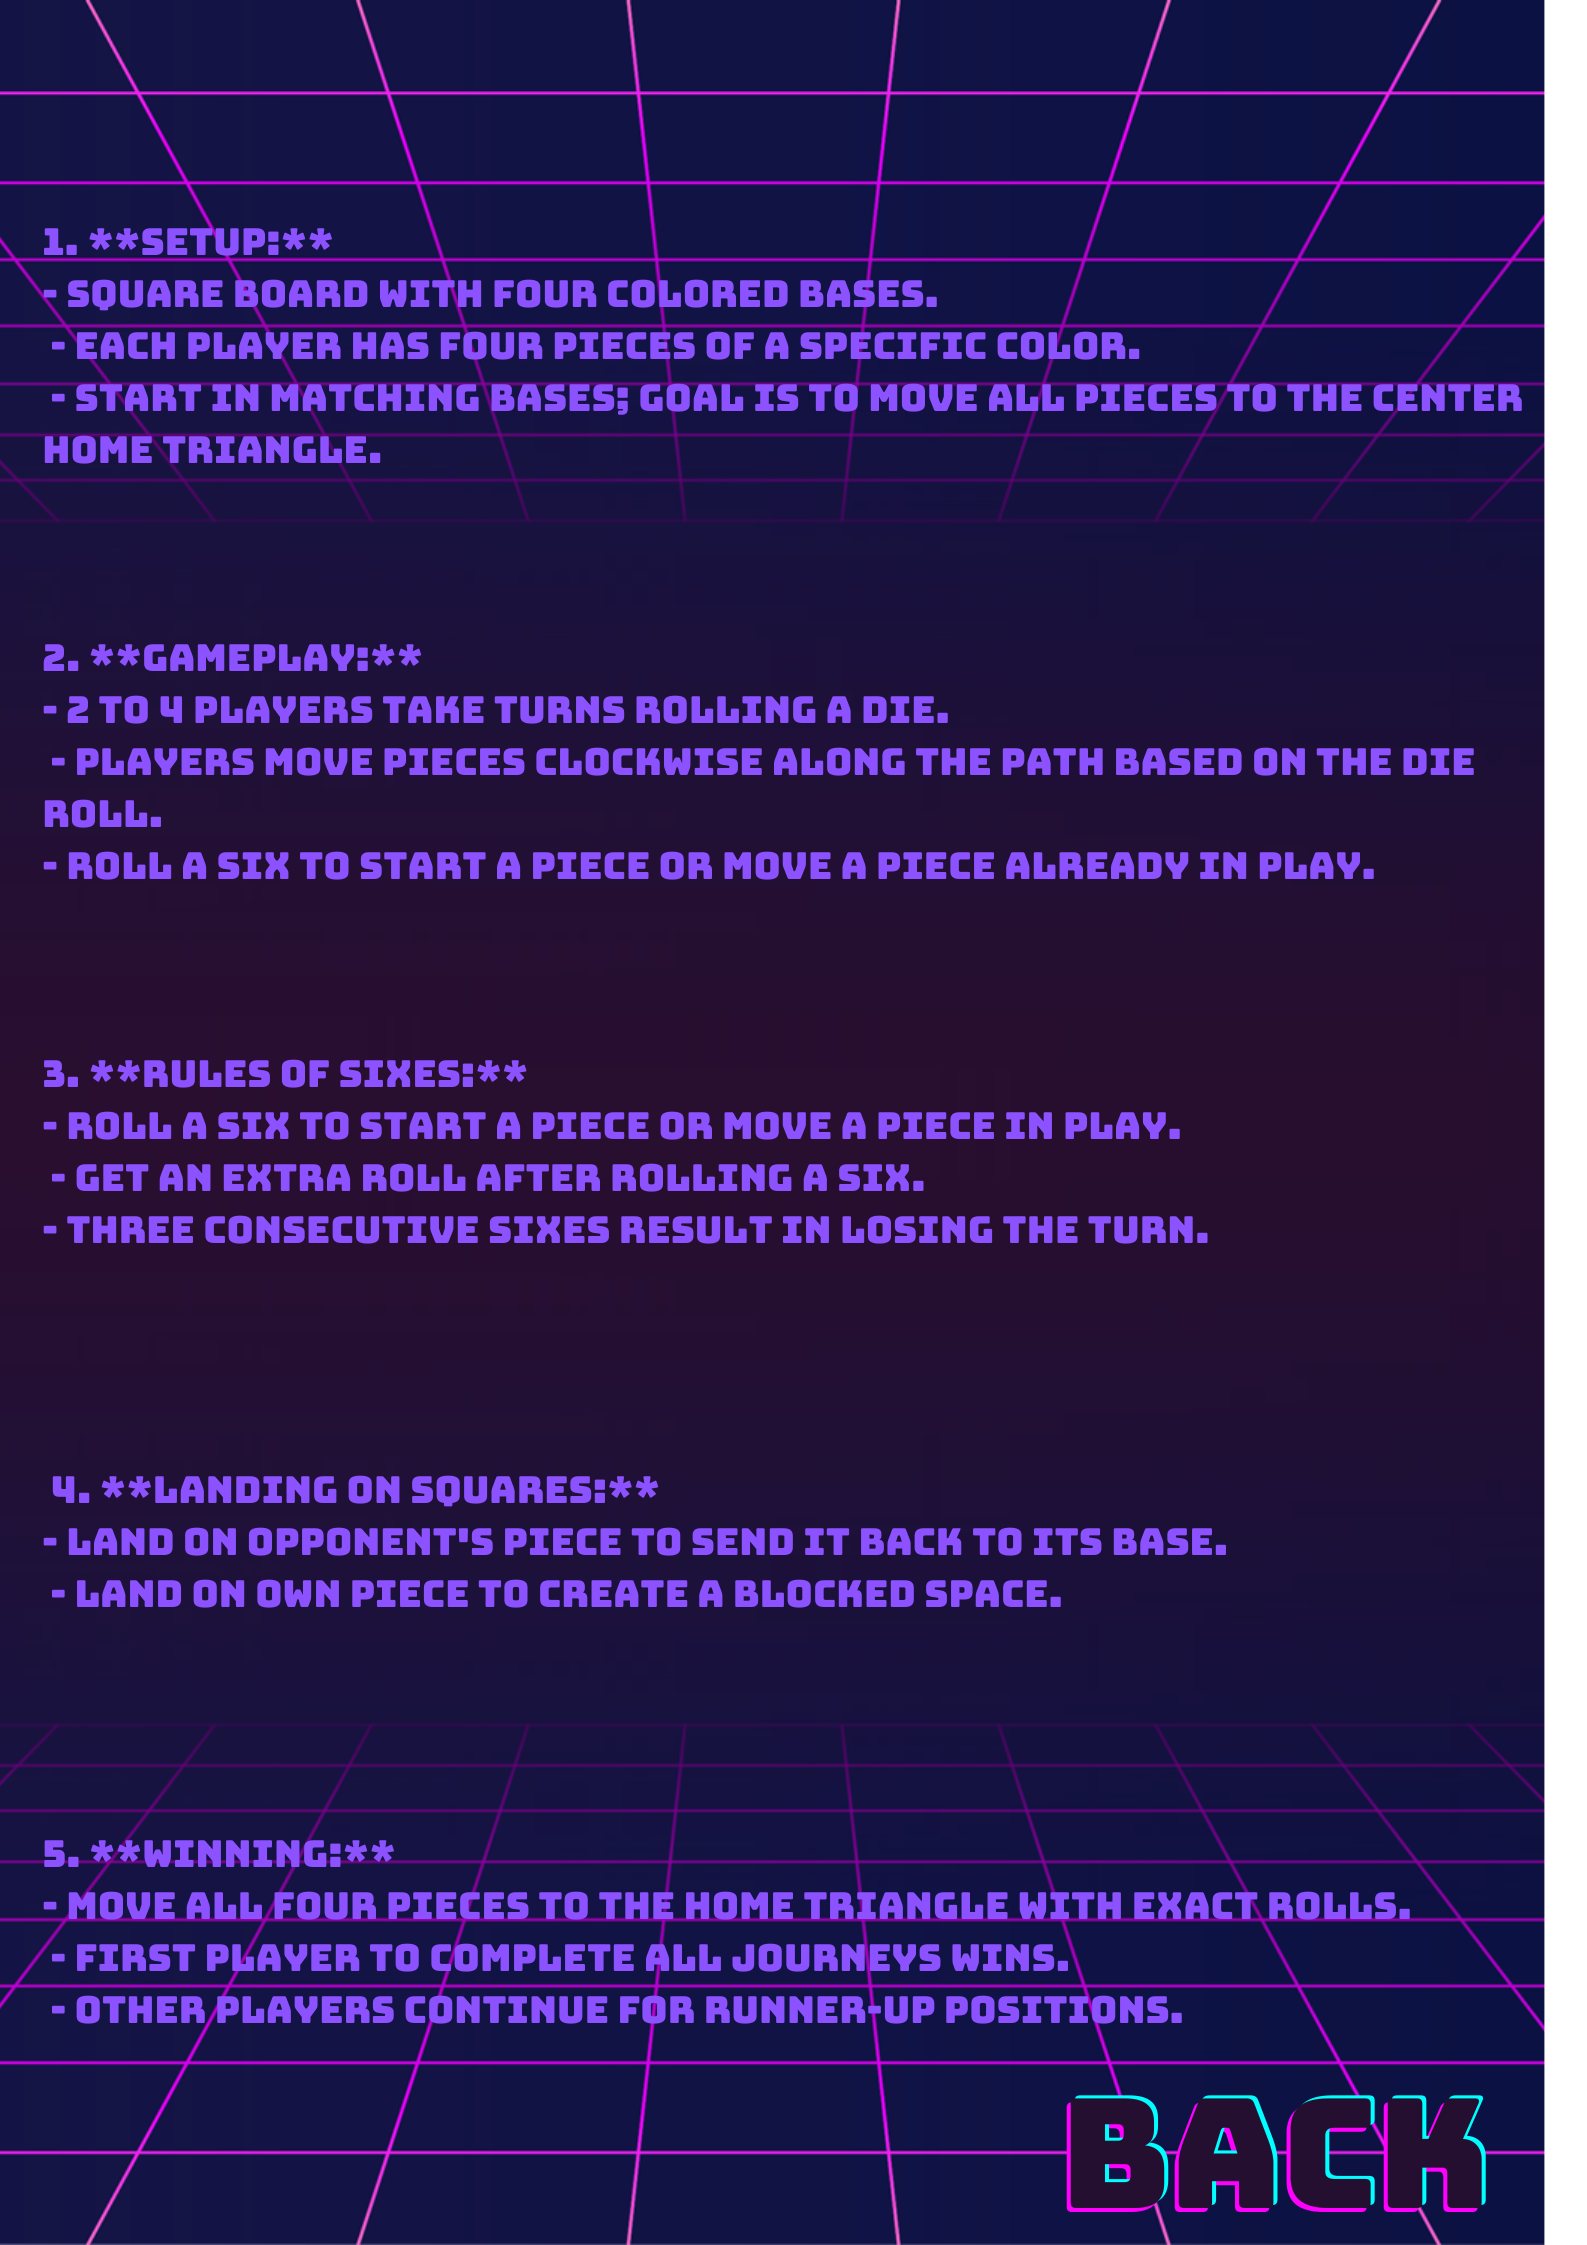 1. **SETUP:**
- SQUARE BOARD WITH FOUR COLORED BASES.
- EACH PLAYER HAS FOUR PIECES OF A SPECIFIC COLOR.
- START IN MATCHING BASES; GOAL IS TO MOVE ALL PIECES TO THE CENTER
HOME TRIANGLE.
2. **GAMEPLAY:**
- 2 TO 4 PLAYERS TAKE TURNS ROLLING A DIE.
- PLAYERS MOVE PIECES CLOCKWISE ALONG THE PATH BASED ON THE DIE
ROLL.
- ROLL A SIX TO START A PIECE OR MOVE A PIECE ALREADY IN PLAY.
3. **RULES OF SIXES:**
- ROLL A SIX TO START A PIECE OR MOVE A PIECE IN PLAY.
- GET AN EXTRA ROLL AFTER ROLLING A SIX.
- THREE CONSECUTIVE SIXES RESULT IN LOSING THE TURN.
4. **LANDING ON SQUARES:**
- LAND ON OPPONENT'S PIECE TO SEND IT BACK TO ITS BASE.
- LAND ON OWN PIECE TO CREATE A BLOCKED SPACE.
5. **WINNING:**
- MOVE ALL FOUR PIECES TO THE HOME TRIANGLE WITH EXACT ROLLS.
- FIRST PLAYER TO COMPLETE ALL JOURNEYS WINS.
- OTHER PLAYERS CONTINUE FOR RUNNER-UP POSITIONS.
BACK